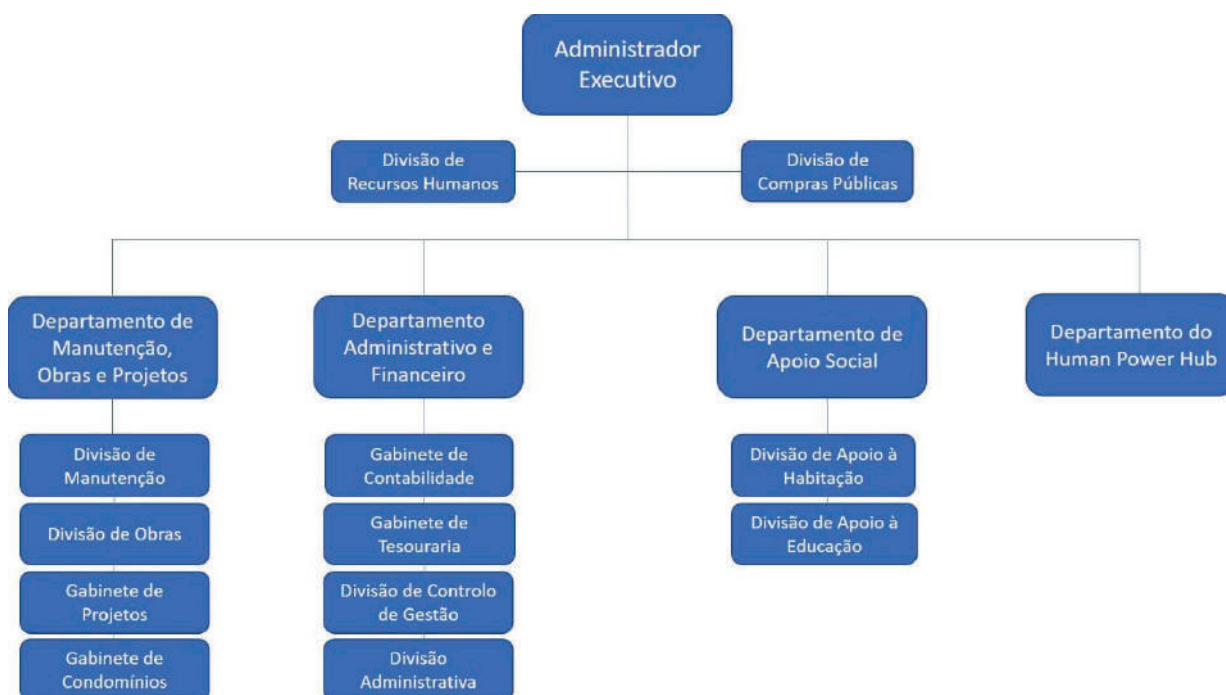 Administrador
Executivo
Divisão de
Recursos Humanos
Divisão de
Compras Públicas
Departamento de
Manutenção,
Obras e Projetos
Departamento
Administrativo e
Financeiro
Departamento de
Apoio Social
Departamento do
Human Power Hub
Divisão de
Manutenção
Divisão de Obras
Gabinete de
Projetos
Gabinete de
Condomínios
Gabinete de
Contabilidade
Gabinete de
Tesouraria
Divisão de Controlo
de Gestão
Divisão
Administrativa
Divisão de Apoio à
Habitação
Divisão de Apoio à
Educação